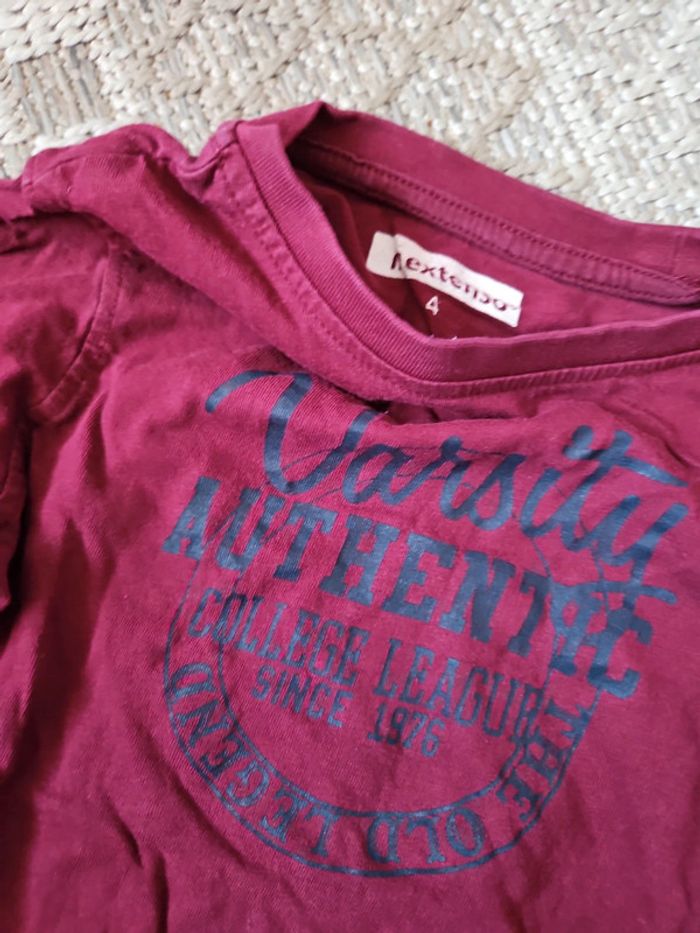 nextenso
4
Varsity
AUTHENTIC
COLLEGE LEAGUE
SINCE 1976
THE OLD LEGEND